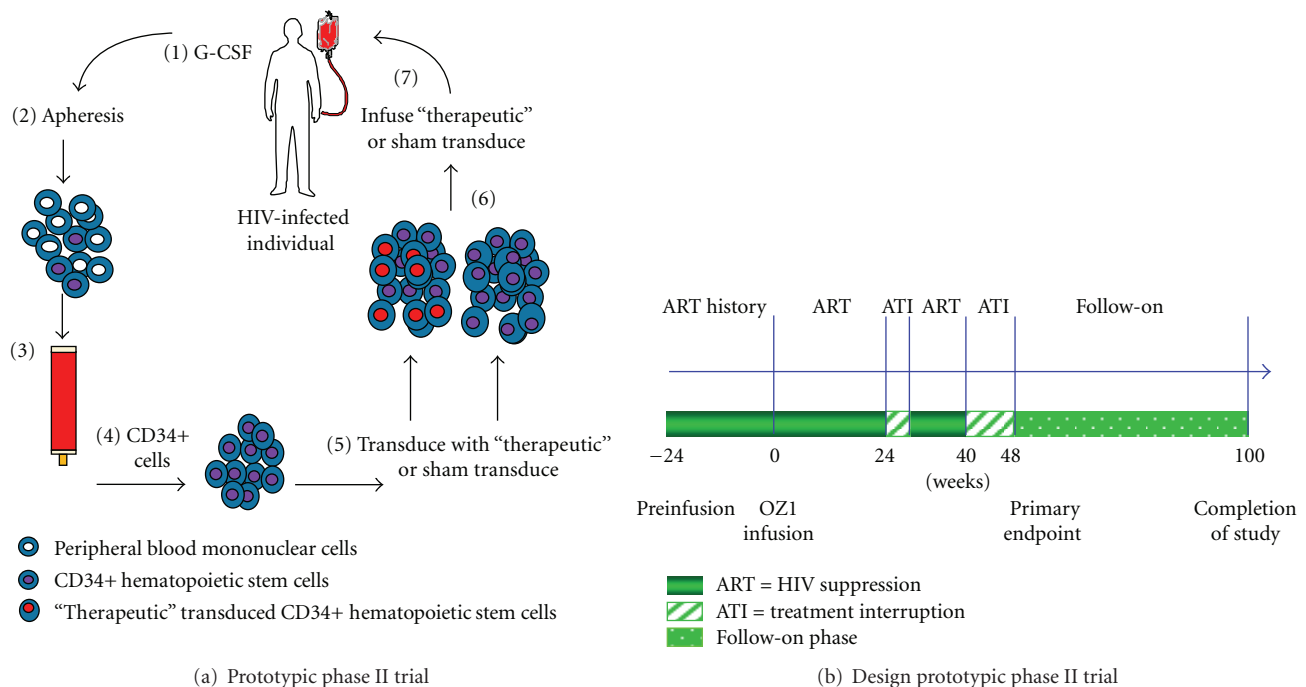 (1) G-CSF
(2) Apheresis
(3)
(4) CD34+
cells
(5) Transduce with “therapeutic”
or sham transduce
(6)
(7)
Infuse “therapeutic”
or sham transduce
HIV-infected
individual
Peripheral blood mononuclear cells
CD34+ hematopoietic stem cells
“Therapeutic” transduced CD34+ hematopoietic stem cells
(a) Prototypic phase II trial
ART history ART ATI ART ATI Follow-on
−24 0 24 40 48 100
(weeks)
Preinfusion
OZ1
infusion
Primary
endpoint
Completion
of study
ART = HIV suppression
ATI = treatment interruption
Follow-on phase
(b) Design prototypic phase II trial